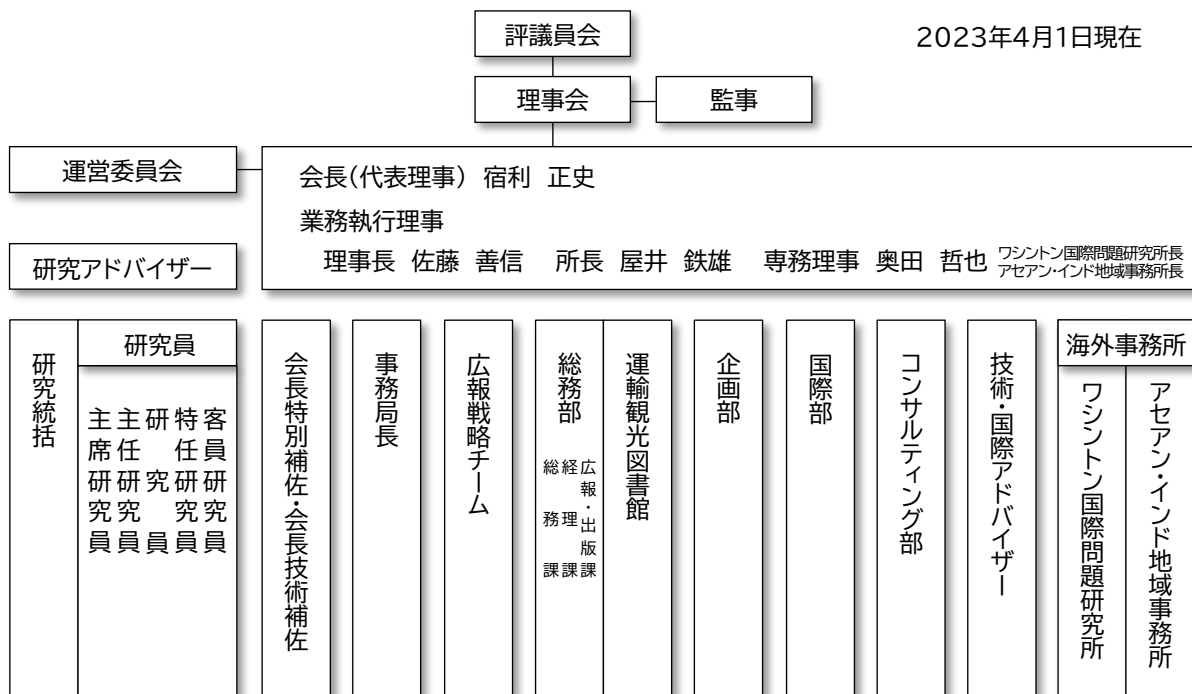 評議員会
2023年4月1日現在
理事会
監事
運営委員会
会長(代表理事) 宿利 正史
業務執行理事
理事長 佐藤 善信 所長 屋井 鉄雄 専務理事 奥田 哲也 ワシントン国際問題研究所長
アセアン・インド地域事務所長
研究アドバイザー
研究統括
研究員
主席研究員
主任研究員
研究員
特任研究員
客員研究員
会長特別補佐・会長技術補佐
事務局長
広報戦略チーム
総務部
総務課
経理課
広報・出版課
運輸観光図書館
企画部
国際部
コンサルティング部
技術・国際アドバイザー
海外事務所
ワシントン国際問題研究所
アセアン・インド地域事務所